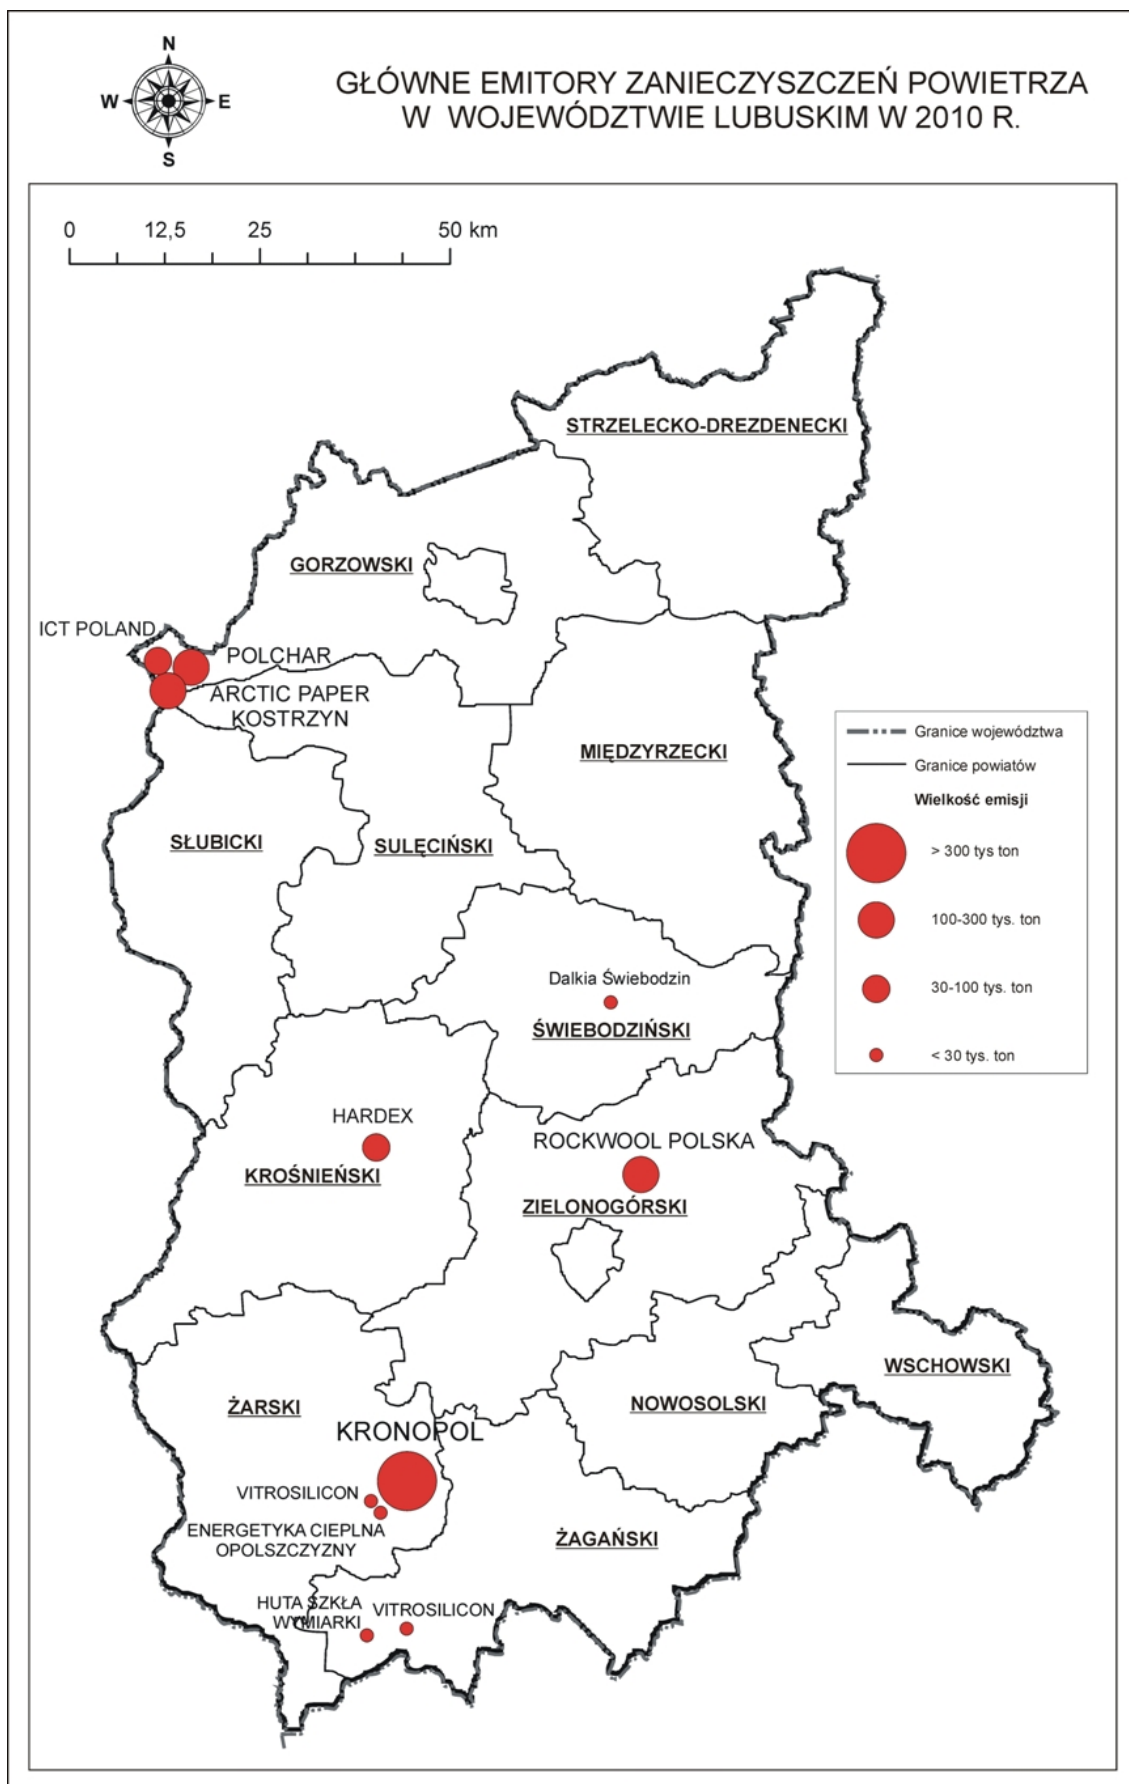 N
W
E
S
GŁÓWNE EMITORY ZANIECZYSZCZEŃ POWIETRZA
W WOJEWÓDZTWIE LUBUSKIM W 2010 R.
0 12,5 25 50 km
STRZELECKO-DREZDENECKI
GORZOWSKI
ICT POLAND
POLCHAR
ARCTIC PAPER
KOSTRZYN
MIĘDZYRZECKI
SŁUBICKI
SULĘCIŃSKI
Granice województwa
Granice powiatów
Wielkość emisji
> 300 tys ton
100-300 tys. ton
30-100 tys. ton
< 30 tys. ton
Dalkia Świebodzin
ŚWIEBODZIŃSKI
HARDEX
KROŚNIEŃSKI
ROCKWOOL POLSKA
ZIELONOGÓRSKI
WSCHOWSKI
NOWOSOLSKI
ŻARSKI
KRONOPOL
VITROSILICON
ENERGETYKA CIEPLNA
OPOLSZCZYZNY
ŻAGAŃSKI
HUTA SZKŁA
WYMIARKI
VITROSILICON